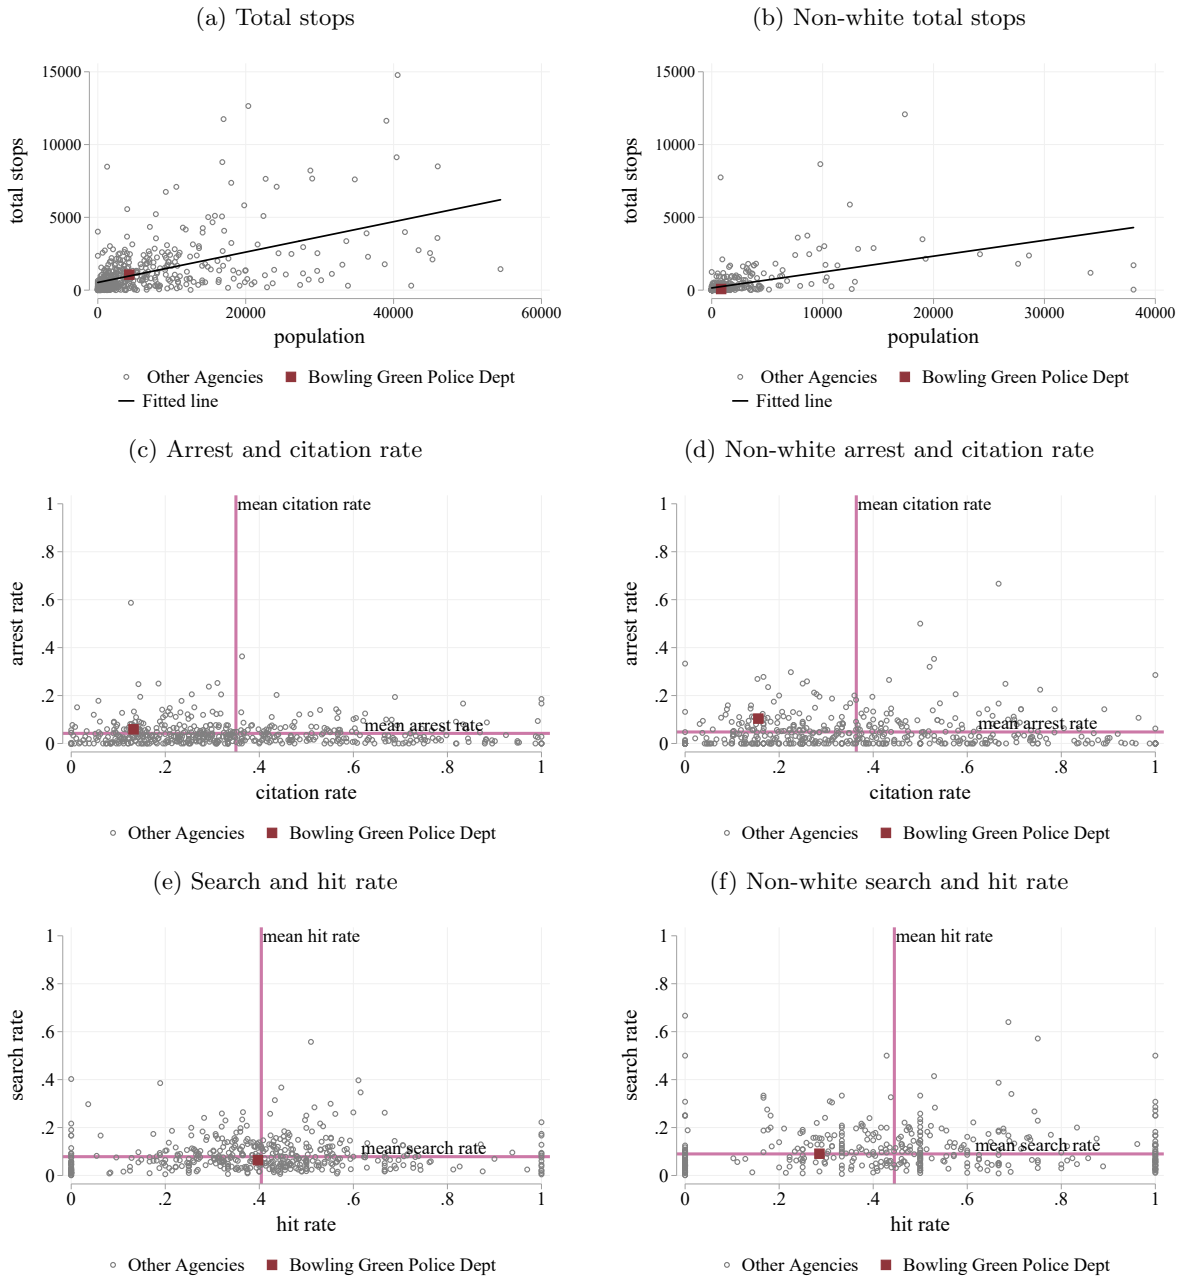 (a) Total stops
(b) Non-white total stops
total stops
15000
10000
5000
0
0 20000 40000 60000
population
Other Agencies Bowling Green Police Dept
Fitted line
total stops
15000
10000
5000
0
0 10000 20000 30000 40000
population
Other Agencies Bowling Green Police Dept
Fitted line
(c) Arrest and citation rate
(d) Non-white arrest and citation rate
arrest rate
1
.8
.6
.4
.2
0
mean citation rate
mean arrest rate
0 .2 .4 .6 .8 1
citation rate
Other Agencies Bowling Green Police Dept
arrest rate
1
.8
.6
.4
.2
0
mean citation rate
mean arrest rate
0 .2 .4 .6 .8 1
citation rate
Other Agencies Bowling Green Police Dept
(e) Search and hit rate
(f) Non-white search and hit rate
search rate
1
.8
.6
.4
.2
0
mean hit rate
mean search rate
0 .2 .4 .6 .8 1
hit rate
Other Agencies Bowling Green Police Dept
search rate
1
.8
.6
.4
.2
0
mean hit rate
mean search rate
0 .2 .4 .6 .8 1
hit rate
Other Agencies Bowling Green Police Dept